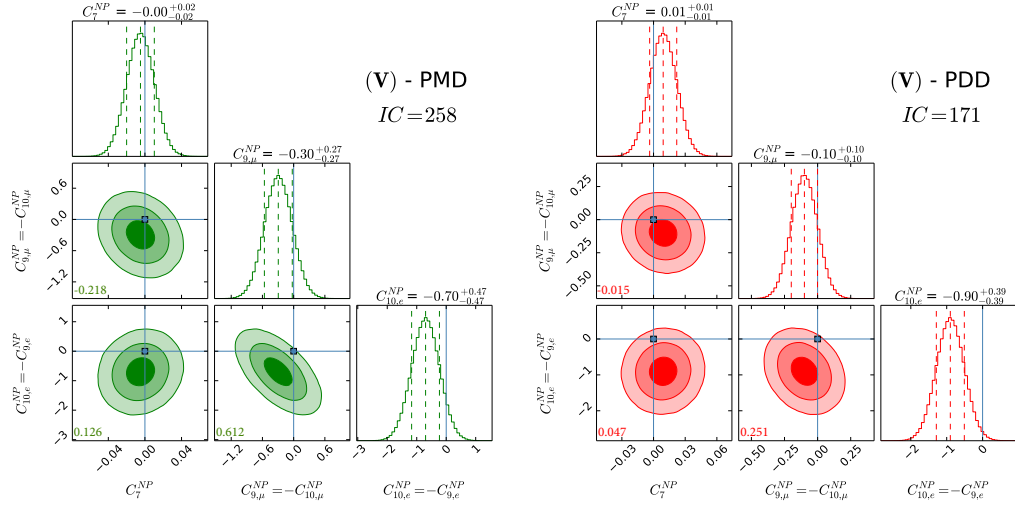 C_7^{NP} = −0.00^{+0.02}_{−0.02}
(V) - PMD
IC = 258
C_{9,μ}^{NP} = −0.30^{+0.27}_{−0.27}
C_{9,μ}^{NP} = −C_{10,μ}^{NP}
0.6
0.0
−0.6
−1.2
-0.218
C_{10,e}^{NP} = −0.70^{+0.47}_{−0.47}
C_{10,e}^{NP} = −C_{9,e}^{NP}
1
0
−1
−2
−3
0.126
0.612
−0.04 0.00 0.04
−1.2 −0.6 0.0 0.6
−3 −2 −1 0 1
C_7^{NP}
C_{9,μ}^{NP} = −C_{10,μ}^{NP}
C_{10,e}^{NP} = −C_{9,e}^{NP}
C_7^{NP} = 0.01^{+0.01}_{−0.01}
(V) - PDD
IC = 171
C_{9,μ}^{NP} = −0.10^{+0.10}_{−0.10}
C_{9,μ}^{NP} = −C_{10,μ}^{NP}
0.25
0.00
−0.25
−0.50
-0.015
C_{10,e}^{NP} = −0.90^{+0.39}_{−0.39}
C_{10,e}^{NP} = −C_{9,e}^{NP}
0
−1
−2
0.047
0.251
−0.03 0.00 0.03 0.06
−0.50 −0.25 0.00 0.25
−2 −1 0
C_7^{NP}
C_{9,μ}^{NP} = −C_{10,μ}^{NP}
C_{10,e}^{NP} = −C_{9,e}^{NP}